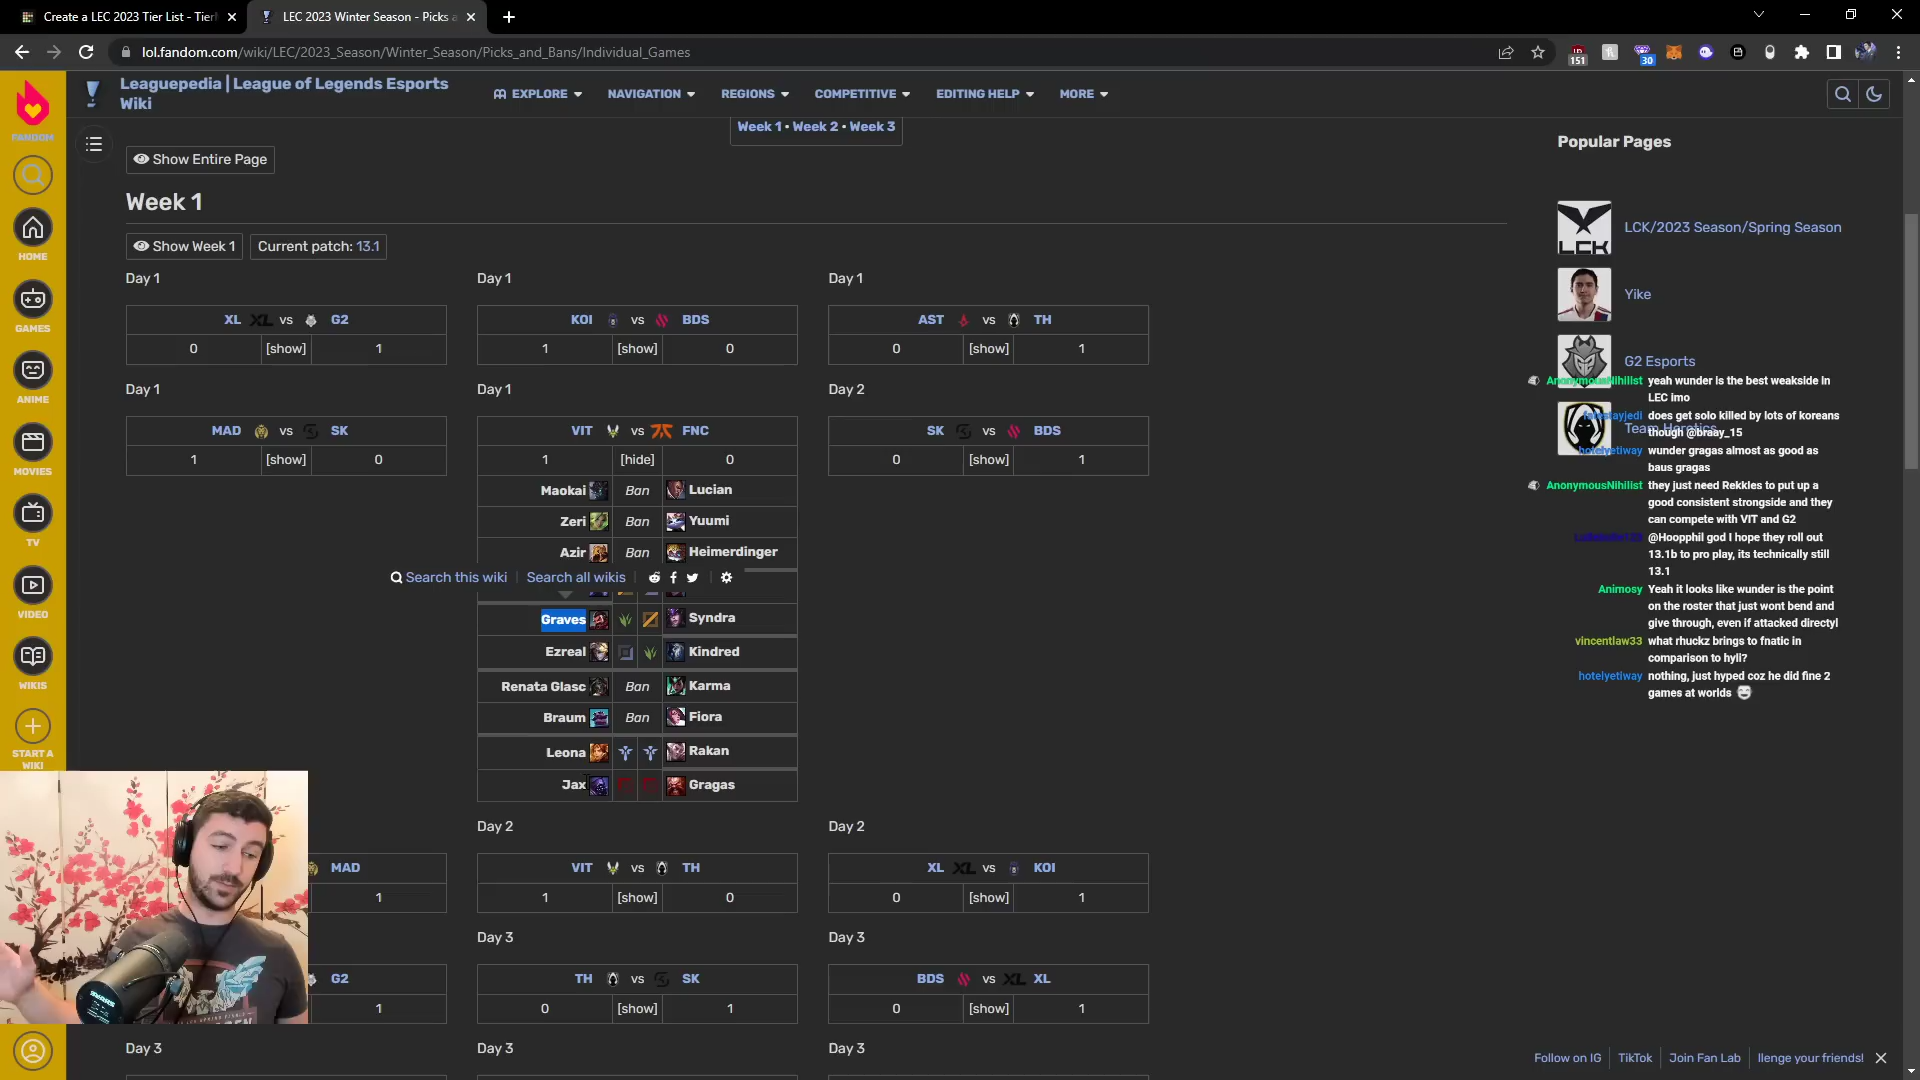 Create a LEC 2023 Tier List - Tier
LEC 2023 Winter Season - Picks a
lol.fandom.com/wiki/LEC/2023_Season/Winter_Season/Picks_and_Bans/Individual_Games
151
30
FANDOM
HOME
GAMES
ANIME
MOVIES
TV
VIDEO
WIKIS
START A
WIKI
Leaguepedia | League of Legends Esports
Wiki
EXPLORE
NAVIGATION
REGIONS
COMPETITIVE
EDITING HELP
MORE
Week 1 • Week 2 • Week 3
Show Entire Page
Week 1
Show Week 1
Current patch: 13.1
Day 1
XL XL vs G2
0 [show] 1
Day 1
KOI vs BDS
1 [show] 0
Day 1
AST vs TH
0 [show] 1
Day 1
MAD vs SK
1 [show] 0
Day 1
VIT vs FNC
1 [hide] 0
Maokai Ban Lucian
Zeri Ban Yuumi
Azir Ban Heimerdinger
Search this wiki Search all wikis
Graves Syndra
Ezreal Kindred
Renata Glasc Ban Karma
Braum Ban Fiora
Leona Rakan
Jax Gragas
Day 2
SK vs BDS
0 [show] 1
MAD
1
Day 2
VIT vs TH
1 [show] 0
Day 2
XL XL vs KOI
0 [show] 1
G2
1
Day 3
TH vs SK
0 [show] 1
Day 3
BDS vs XL XL
0 [show] 1
Day 3
Day 3
Day 3
Popular Pages
LCK
LCK/2023 Season/Spring Season
Yike
G2 Esports
Team Heretics
AnonymousNihilist yeah wunder is the best weakside in
LEC imo
does get solo killed by lots of koreans
though @braay_15
hoteiyetiway wunder gragas almost as good as
baus gragas
AnonymousNihilist they just need Rekkles to put up a
good consistent strongside and they
can compete with VIT and G2
@Hoopphil god I hope they roll out
13.1b to pro play, its technically still
13.1
Animosy Yeah it looks like wunder is the point
on the roster that just wont bend and
give through, even if attacked directyl
vincentlaw33 what rhuckz brings to fnatic in
comparison to hyli?
hoteiyetiway nothing, just hyped coz he did fine 2
games at worlds
Follow on IG
TikTok
Join Fan Lab
llenge your friends!